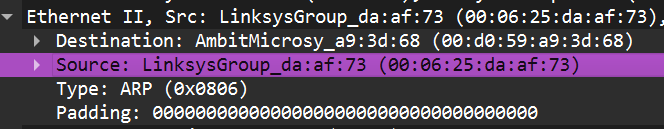 Ethernet II, Src: LinksysGroup_da:af:73 (00:06:25:da:af:73),
Destination: AmbitMicrosy_a9:3d:68 (00:d0:59:a9:3d:68)
Source: LinksysGroup_da:af:73 (00:06:25:da:af:73)
Type: ARP (0x0806)
Padding: 000000000000000000000000000000000000